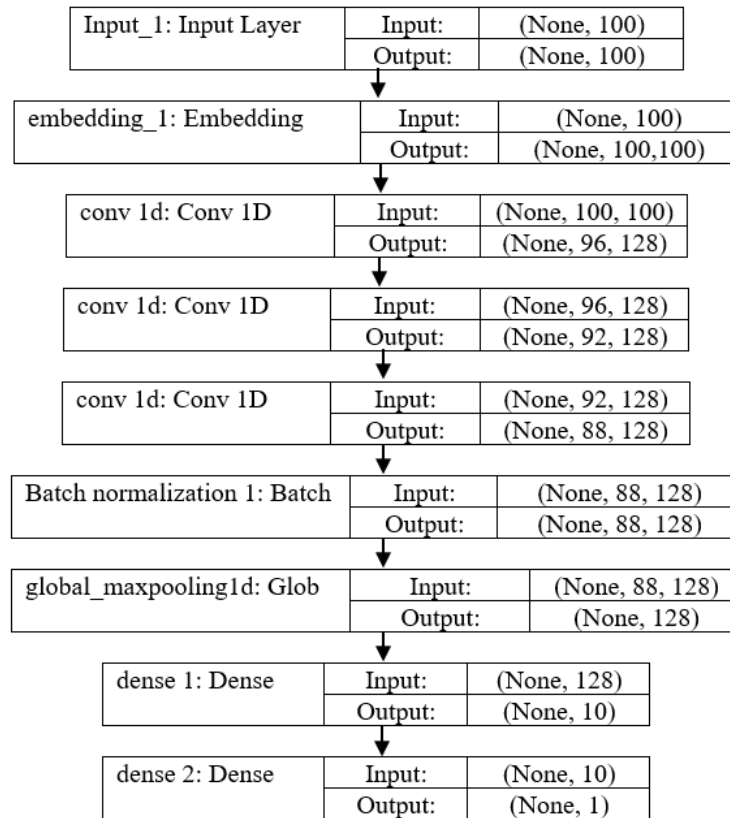 Input_1: Input Layer Input: (None, 100)
Output: (None, 100)
embedding_1: Embedding Input: (None, 100)
Output: (None, 100,100)
conv 1d: Conv 1D Input: (None, 100, 100)
Output: (None, 96, 128)
conv 1d: Conv 1D Input: (None, 96, 128)
Output: (None, 92, 128)
conv 1d: Conv 1D Input: (None, 92, 128)
Output: (None, 88, 128)
Batch normalization 1: Batch Input: (None, 88, 128)
Output: (None, 88, 128)
global_maxpooling1d: Glob Input: (None, 88, 128)
Output: (None, 128)
dense 1: Dense Input: (None, 128)
Output: (None, 10)
dense 2: Dense Input: (None, 10)
Output: (None, 1)